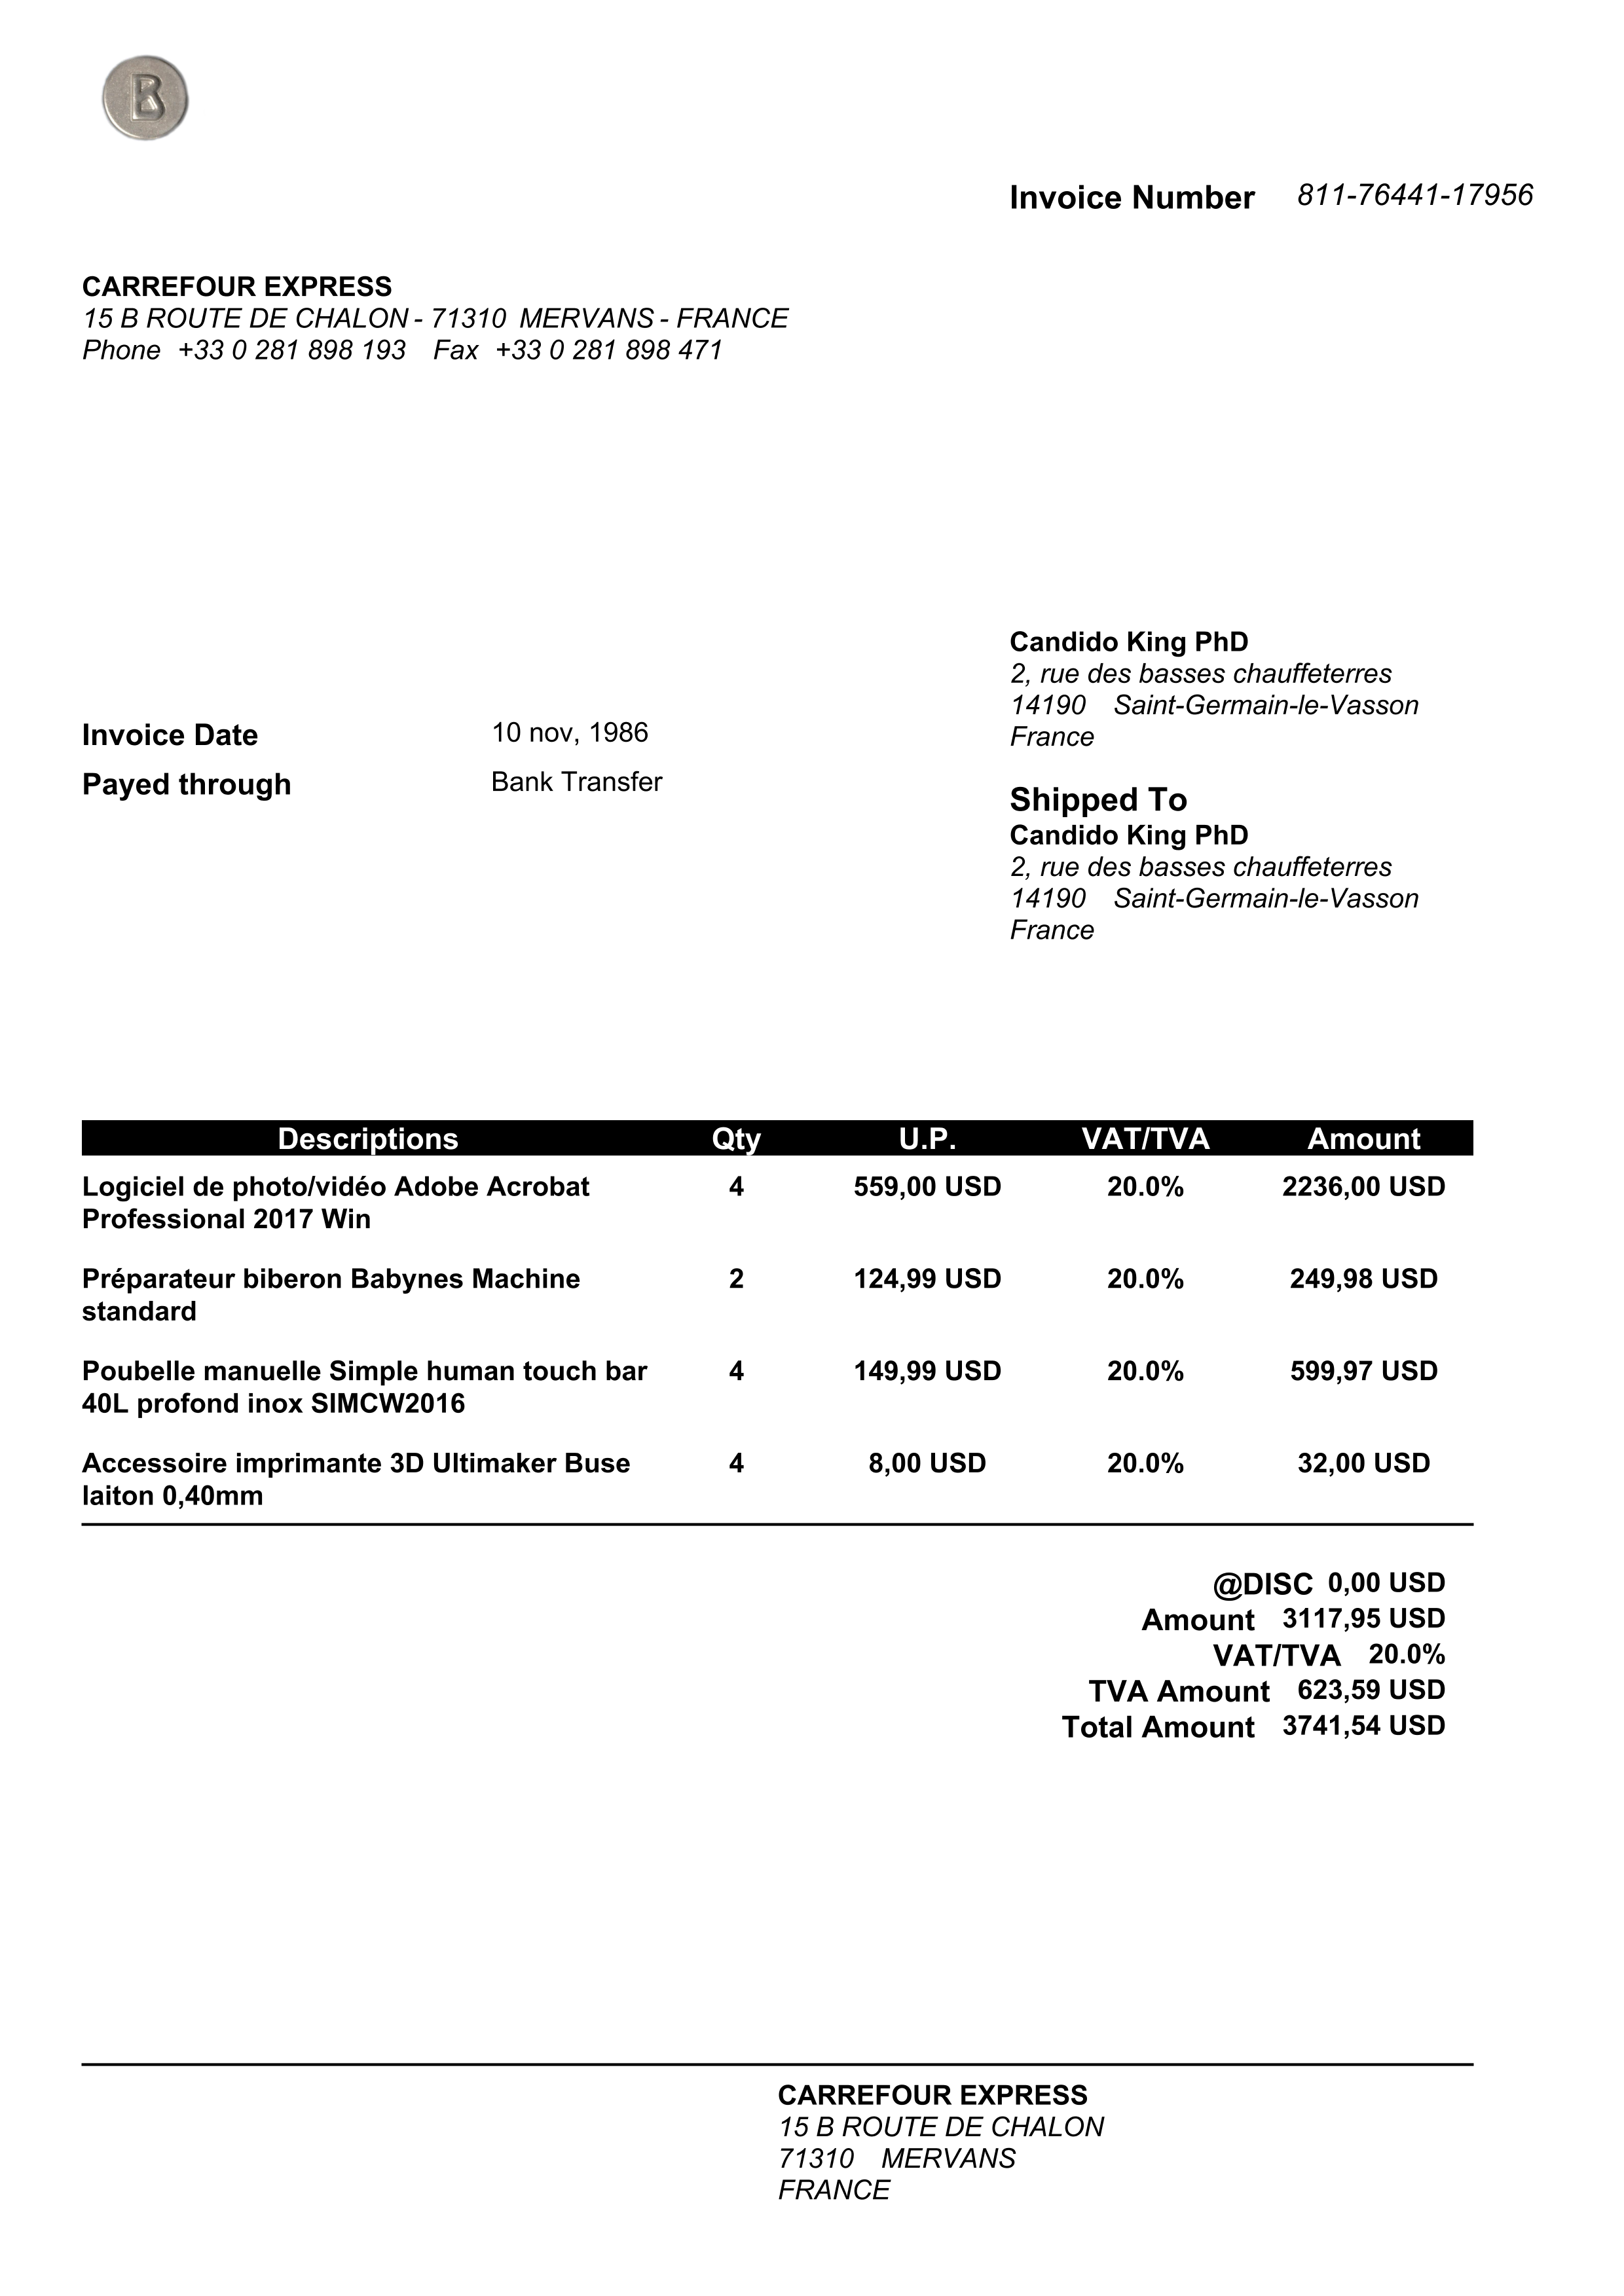 B
Invoice Number 811-76441-17956
CARREFOUR EXPRESS
15 B ROUTE DE CHALON - 71310 MERVANS - FRANCE
Phone +33 0 281 898 193 Fax +33 0 281 898 471
Candido King PhD
2, rue des basses chauffeterres
14190 Saint-Germain-le-Vasson
France
Invoice Date 10 nov, 1986
Payed through Bank Transfer
Shipped To
Candido King PhD
2, rue des basses chauffeterres
14190 Saint-Germain-le-Vasson
France
Descriptions Qty U.P. VAT/TVA Amount
Logiciel de photo/vidéo Adobe Acrobat 4 559,00 USD 20.0% 2236,00 USD
Professional 2017 Win
Préparateur biberon Babynes Machine 2 124,99 USD 20.0% 249,98 USD
standard
Poubelle manuelle Simple human touch bar 4 149,99 USD 20.0% 599,97 USD
40L profond inox SIMCW2016
Accessoire imprimante 3D Ultimaker Buse 4 8,00 USD 20.0% 32,00 USD
laiton 0,40mm
@DISC 0,00 USD
Amount 3117,95 USD
VAT/TVA 20.0%
TVA Amount 623,59 USD
Total Amount 3741,54 USD
CARREFOUR EXPRESS
15 B ROUTE DE CHALON
71310 MERVANS
FRANCE